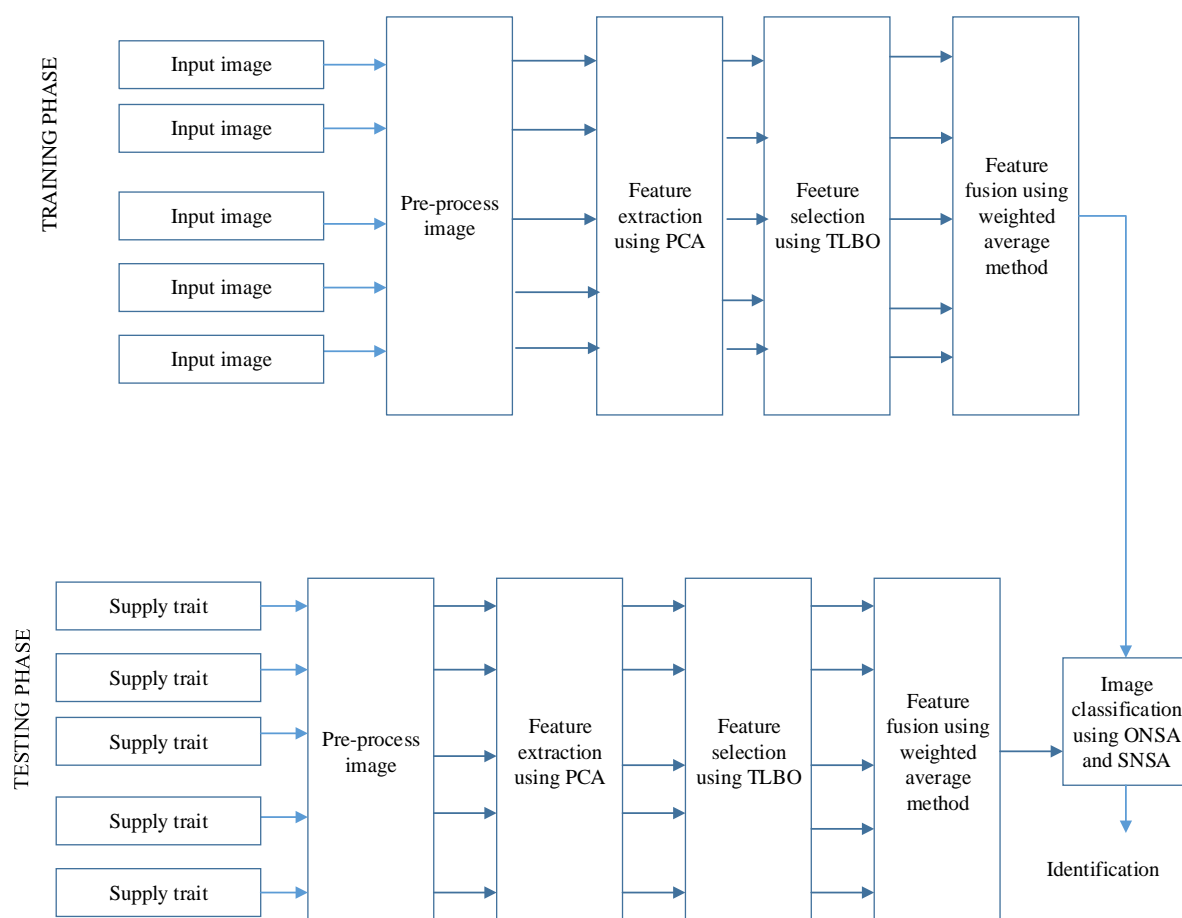 TRAINING PHASE
Input image
Input image
Input image
Input image
Input image
Pre-process
image
Feature
extraction
using PCA
Feeture
selection
using TLBO
Feature
fusion using
weighted
average
method
TESTING PHASE
Supply trait
Supply trait
Supply trait
Supply trait
Supply trait
Pre-process
image
Feature
extraction
using PCA
Feature
selection
using TLBO
Feature
fusion using
weighted
average
method
Image
classification
using ONSA
and SNSA
Identification